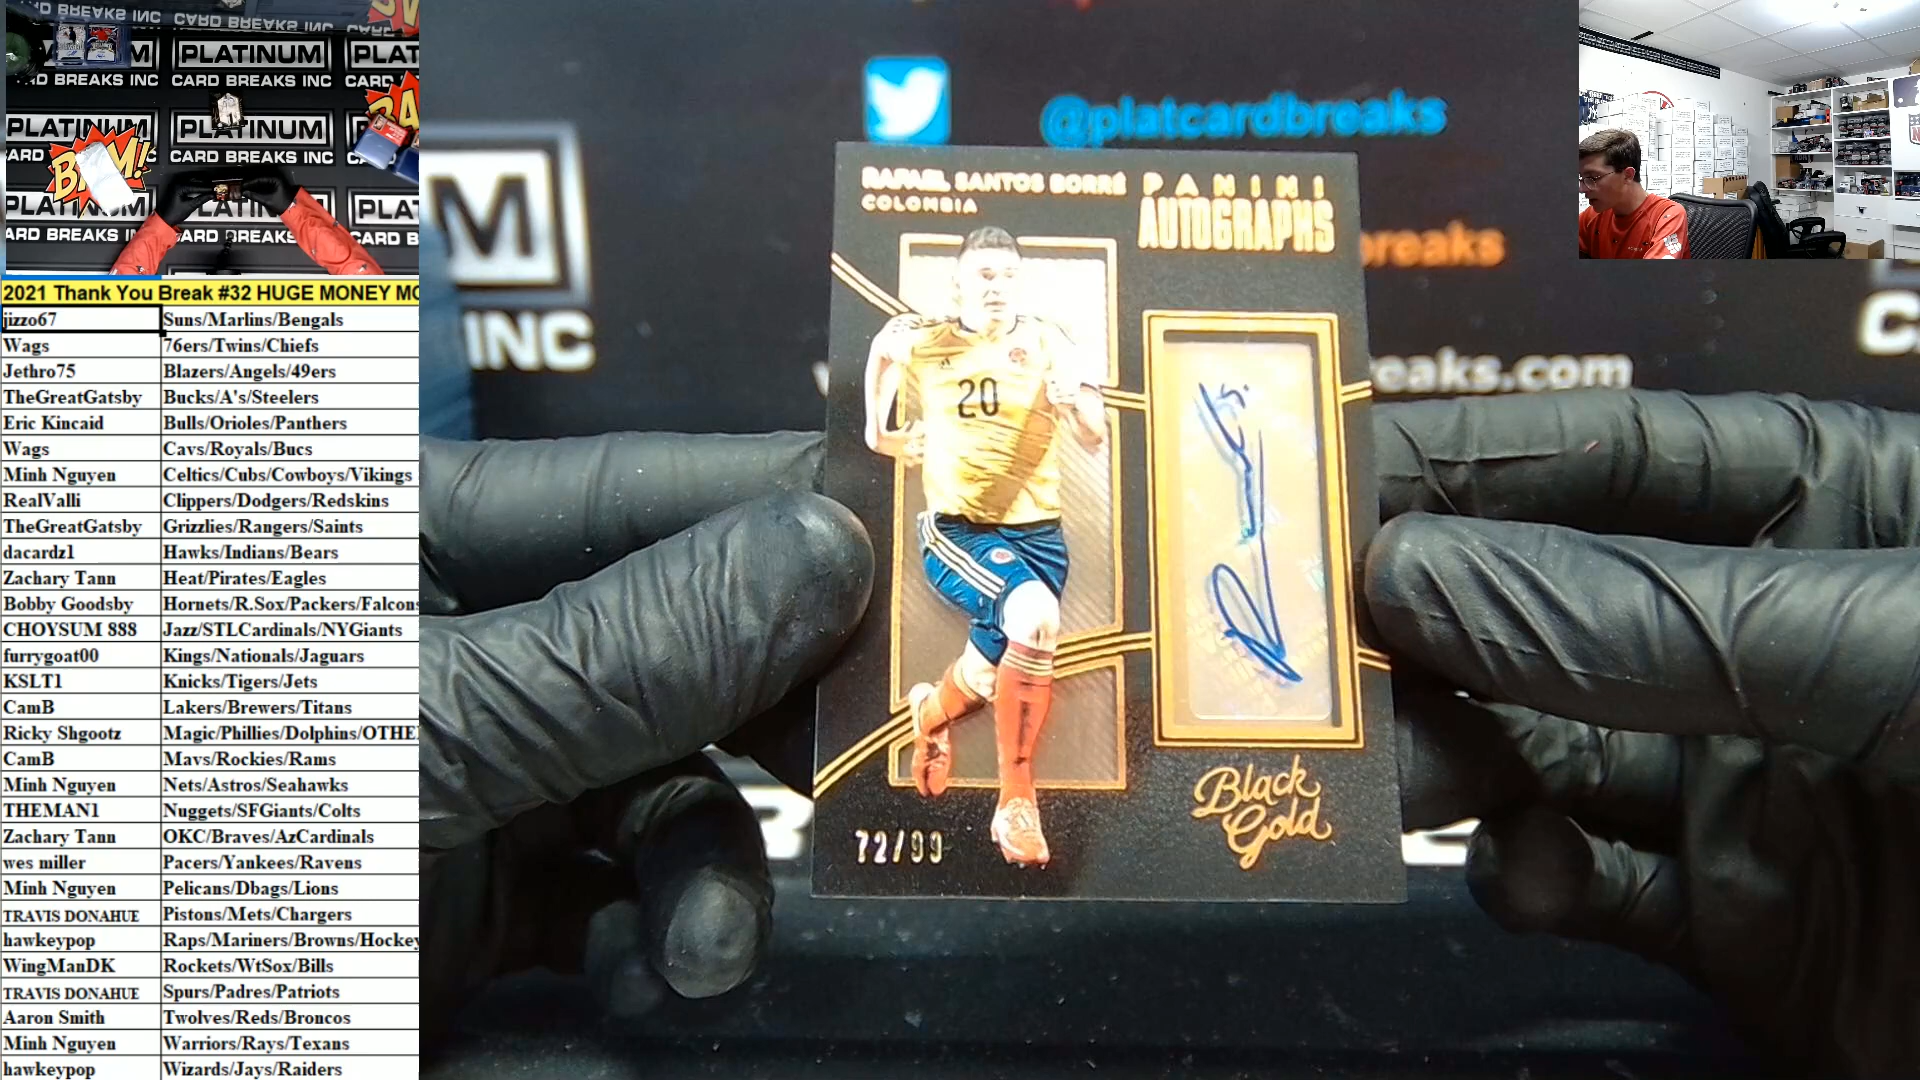 CARD BREAKS INC
PLATINUM
CARD BREAKS INC
PLATINUM
PLATINUM
CARD BREAKS INC
BAM!
PLATINUM
PLAT
CARD BREAKS
2021 Thank You Break #32 HUGE MONEY
jizzo67 Suns/Marlins/Bengals
Wags 76ers/Twins/Chiefs
Jethro75 Blazers/Angels/49ers
TheGreatGatsby Bucks/A's/Steelers
Eric Kincaid Bulls/Orioles/Panthers
Wags Cavs/Royals/Bucs
Minh Nguyen Celtics/Cubs/Cowboys/Vikings
RealValli Clippers/Dodgers/Redskins
TheGreatGatsby Grizzlies/Rangers/Saints
dacardz1 Hawks/Indians/Bears
Zachary Tann Heat/Pirates/Eagles
Bobby Goodsby Hornets/R.Sox/Packers/Falcons
CHOYSUM 888 Jazz/STLCardinals/NYGiants
furrygoat00 Kings/Nationals/Jaguars
KSLT1 Knicks/Tigers/Jets
CamB Lakers/Brewers/Titans
Ricky Shgootz Magic/Phillies/Dolphins/OTHE
CamB Mavs/Rockies/Rams
Minh Nguyen Nets/Astros/Seahawks
THEMAN1 Nuggets/SFGiants/Colts
Zachary Tann OKC/Braves/AzCardinals
wes miller Pacers/Yankees/Ravens
Minh Nguyen Pelicans/Dbags/Lions
TRAVIS DONAHUE Pistons/Mets/Chargers
hawkeypop Raps/Mariners/Browns/Hockey
WingManDK Rockets/WtSox/Bills
TRAVIS DONAHUE Spurs/Padres/Patriots
Aaron Smith Twolves/Reds/Broncos
Minh Nguyen Warriors/Rays/Texans
hawkeypop Wizards/Jays/Raiders
@platcardbreaks
breaks
eaks.com
M
INC
RAFAEL SANTOS BORRÉ
COLOMBIA
PANINI
AUTOGRAPHS
20
72/99
Black
Gold